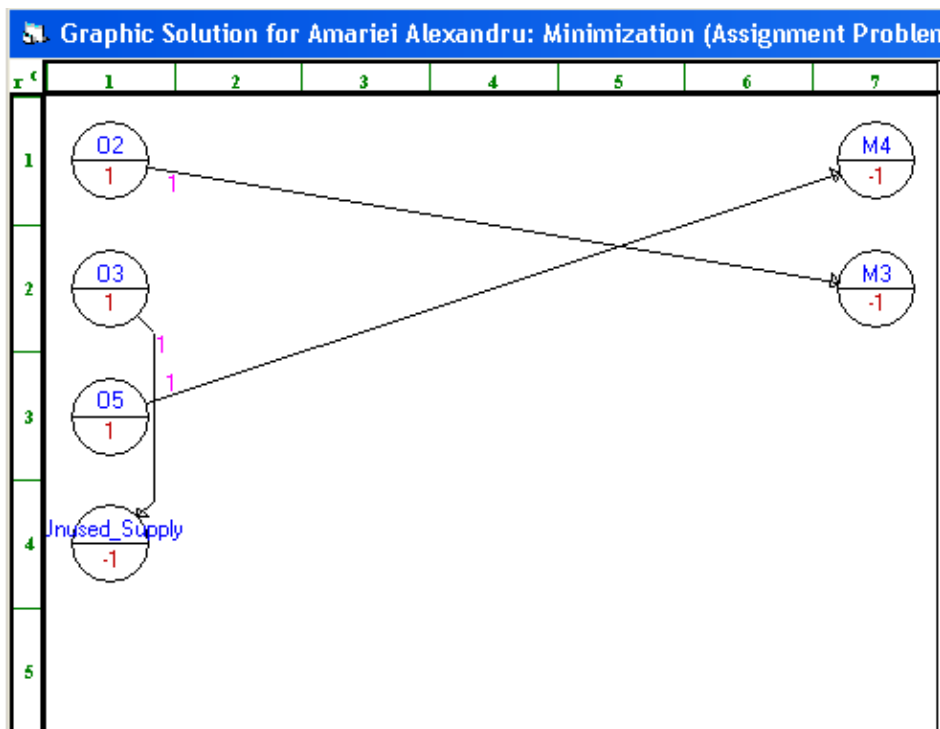 Graphic Solution for Amariei Alexandru: Minimization (Assignment Problem
r c 1 2 3 4 5 6 7
1
O2
1
1
M4
-1
2
O3
1
1
M3
-1
3
O5
1
1
4
Unused_Supply
-1
5